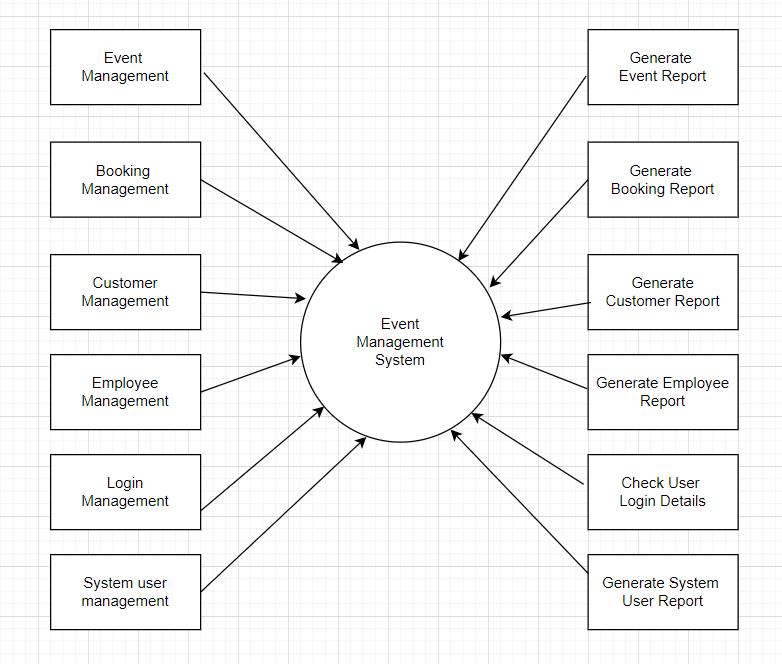 Event
Management
Booking
Management
Customer
Management
Employee
Management
Login
Management
System user
management
Event
Management
System
Generate
Event Report
Generate
Booking Report
Generate
Customer Report
Generate Employee
Report
Check User
Login Details
Generate System
User Report